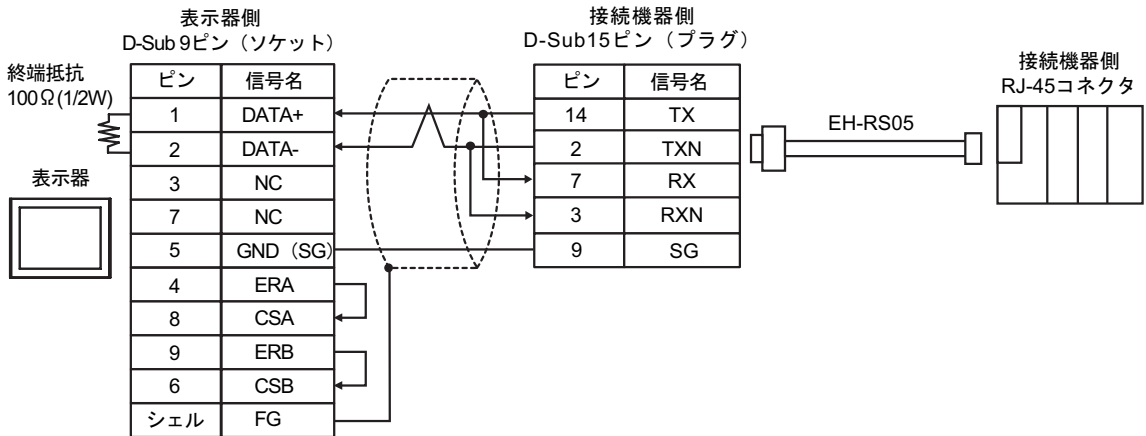 表示器側
D-Sub 9ピン（ソケット）
終端抵抗
100Ω(1/2W)
ピン 信号名
1 DATA+
2 DATA-
3 NC
7 NC
5 GND（SG）
4 ERA
8 CSA
9 ERB
6 CSB
シェル FG
表示器
接続機器側
D-Sub15ピン（プラグ）
ピン 信号名
14 TX
2 TXN
7 RX
3 RXN
9 SG
EH-RS05
接続機器側
RJ-45コネクタ